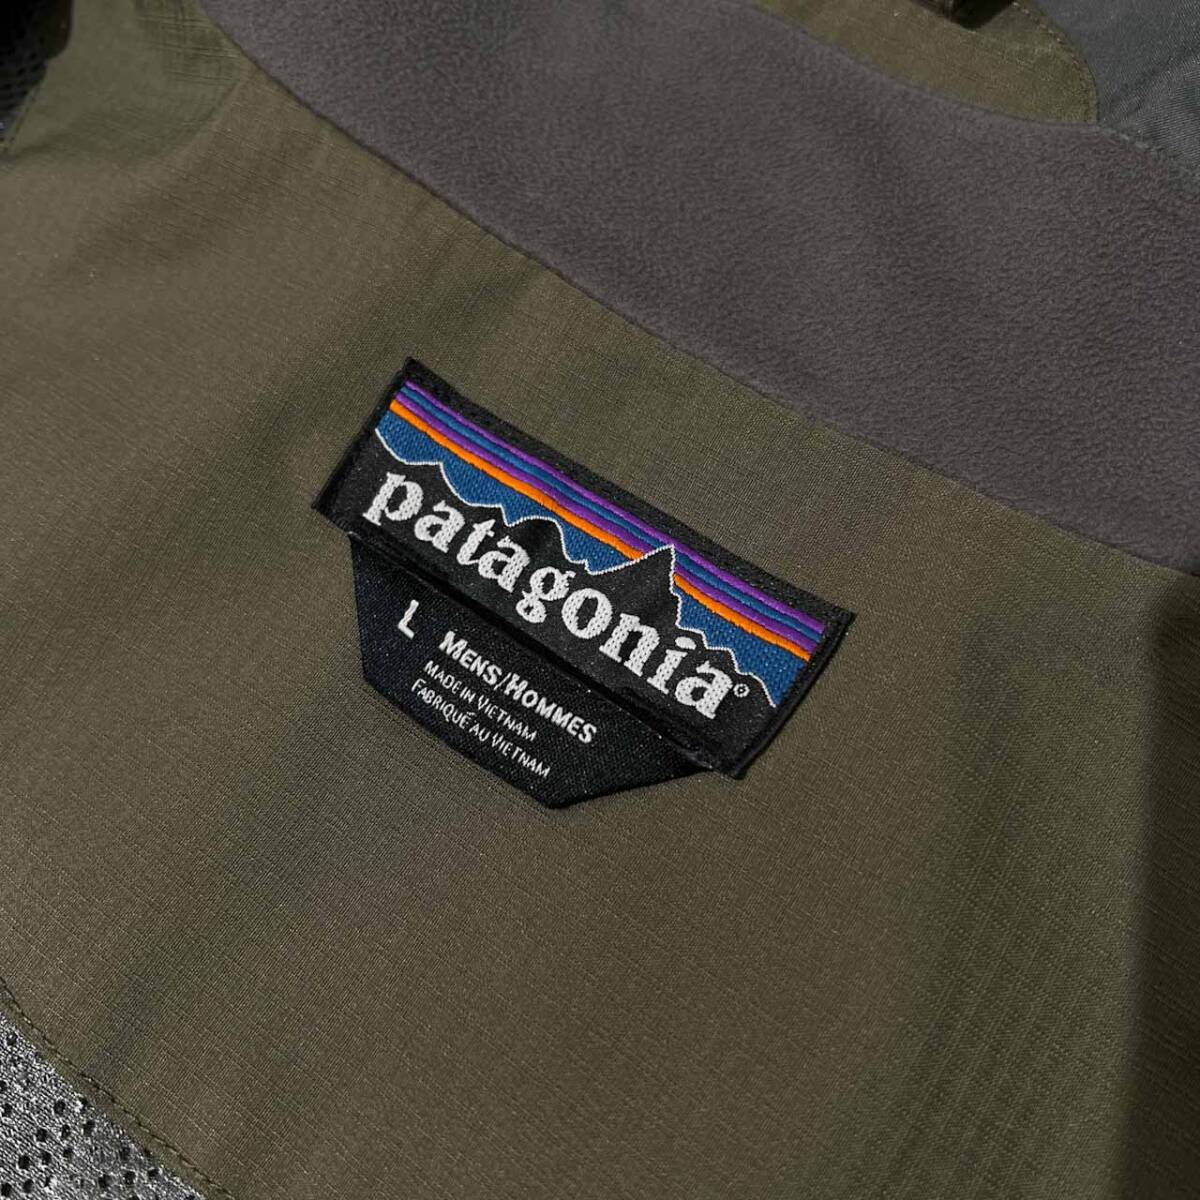 patagonia®
L MENS/HOMMES
MADE IN VIETNAM
FABRIQUÉ AU VIETNAM